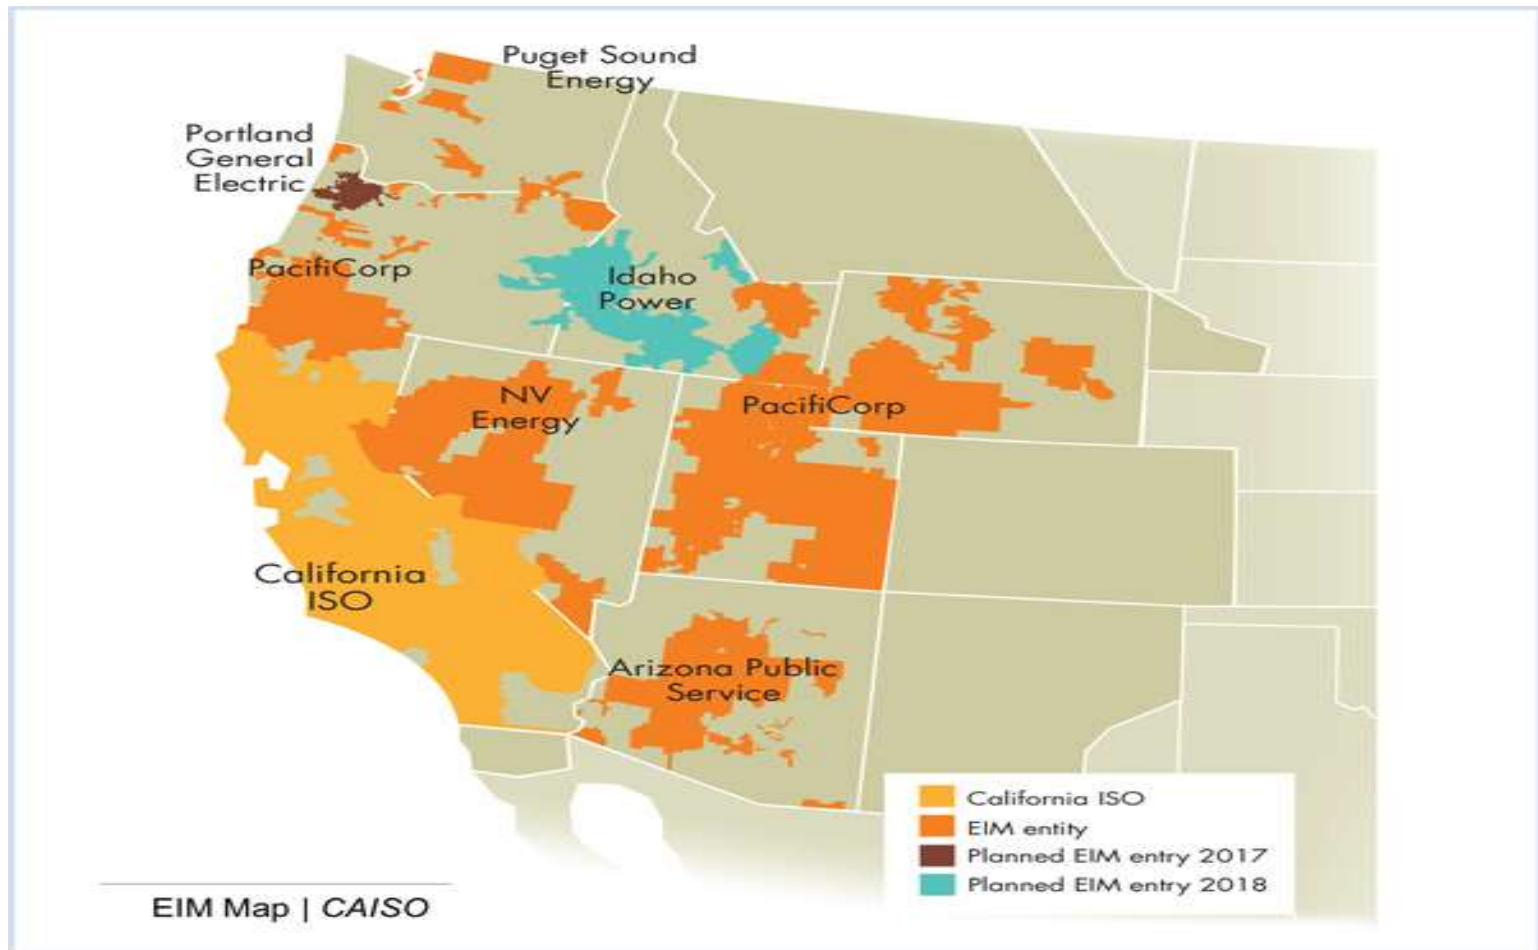 Puget Sound
Energy
Portland
General
Electric
PacifiCorp
Idaho
Power
NV
Energy
PacifiCorp
California
ISO
Arizona Public
Service
California ISO
EIM entity
Planned EIM entry 2017
Planned EIM entry 2018
EIM Map | CAISO